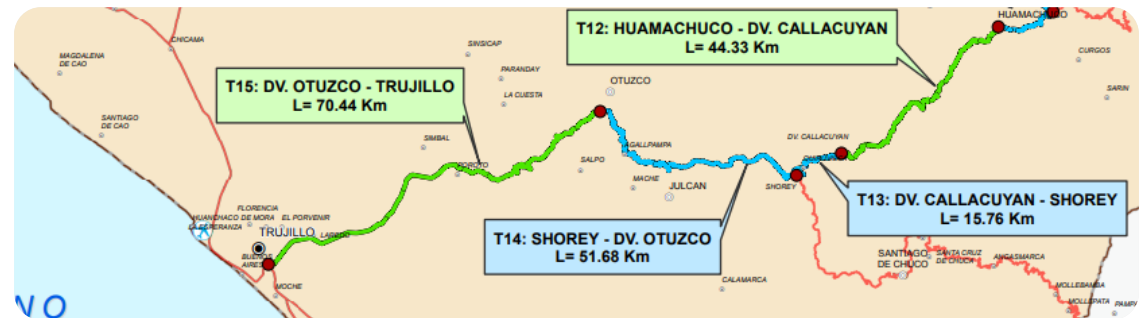 HUAMACHUCO
T12: HUAMACHUCO - DV. CALLACUYAN
L= 44.33 Km
CHICAMA
SINSICAP
CURGOS
MAGDALENA
DE CAO
PARANDAY
T15: DV. OTUZCO - TRUJILLO
L= 70.44 Km
OTUZCO
SARIN
LA CUESTA
SANTIAGO
DE CAO
SIMBAL
DV. CALLACUYAN
AGALLPAMPA
POROTO
SALPO
MACHE
JULCAN
SHOREY
T13: DV. CALLACUYAN - SHOREY
L= 15.76 Km
FLORENCIA
DE MORA
EL PORVENIR
HUANCHACO
LA ESPERANZA
TRUJILLO
LAREDO
T14: SHOREY - DV. OTUZCO
L= 51.68 Km
BUENOS
AIRES
SANTIAGO
DE CHUCO
SANTA CRUZ
DE CHUCA
ANGASMARCA
CALAMARCA
MOCHE
MOLLEBAMBA
MOLLEPATA
PAMPA
NO